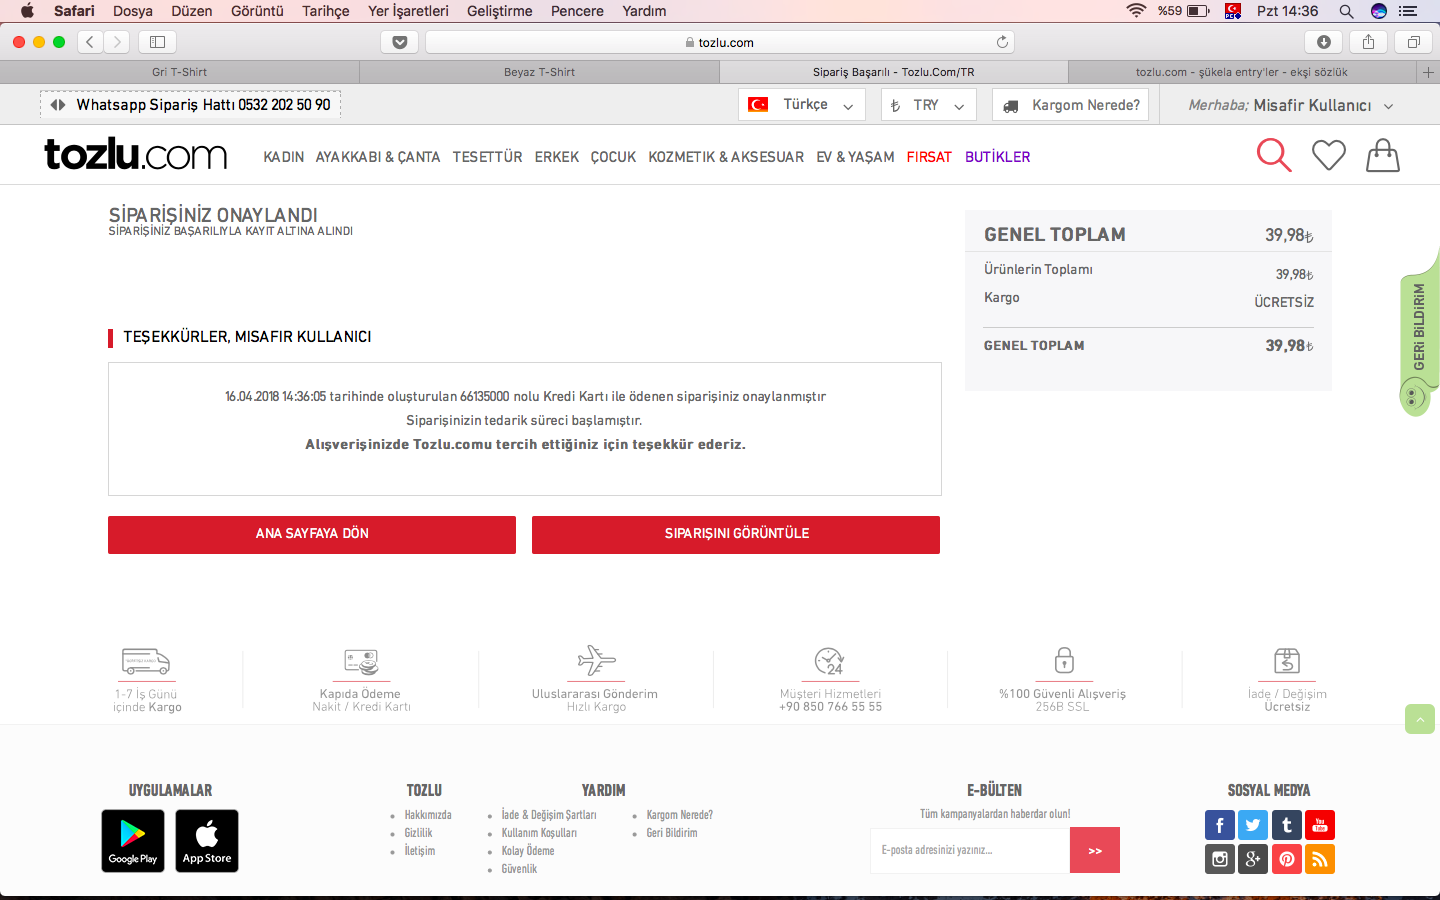 Safari Dosya Düzen Görüntü Tarihçe Yer İşaretleri Geliştirme Pencere Yardım %59 Pzt 14:36
tozlu.com
Gri T-Shirt Beyaz T-Shirt Sipariş Başarılı - Tozlu.Com/TR tozlu.com - şükela entry'ler - ekşi sözlük
Whatsapp Sipariş Hattı 0532 202 50 90 Türkçe ₺ TRY Kargom Nerede? Merhaba; Misafir Kullanıcı
tozlu.com KADIN AYAKKABI & ÇANTA TESETTÜR ERKEK ÇOCUK KOZMETIK & AKSESUAR EV & YAŞAM FIRSAT BUTİKLER
SİPARİŞİNİZ ONAYLANDI
SİPARİŞİNİZ BAŞARILIYLA KAYIT ALTINA ALINDI
GENEL TOPLAM 39,98₺
Ürünlerin Toplamı 39,98₺
Kargo ÜCRETSİZ
GENEL TOPLAM 39,98₺
GERİ BİLDİRİM
TEŞEKKÜRLER, MISAFIR KULLANICI
16.04.2018 14:36:05 tarihinde oluşturulan 66135000 nolu Kredi Kartı ile ödenen siparişiniz onaylanmıştır
Siparişinizin tedarik süreci başlamıştır.
Alışverişinizde Tozlu.comu tercih ettiğiniz için teşekkür ederiz.
ANA SAYFAYA DÖN SIPARIŞINI GÖRÜNTÜLE
1-7 İş Günü
içinde Kargo
Kapıda Ödeme
Nakit / Kredi Kartı
Uluslararası Gönderim
Hızlı Kargo
24
Müşteri Hizmetleri
+90 850 766 55 55
%100 Güvenli Alışveriş
256B SSL
İade / Değişim
Ücretsiz
UYGULAMALAR
Google Play
App Store
TOZLU
Hakkımızda
Gizlilik
İletişim
YARDIM
İade & Değişim Şartları
Kullanım Koşulları
Kolay Ödeme
Güvenlik
Kargom Nerede?
Geri Bildirim
E-BÜLTEN
Tüm kampanyalardan haberdar olun!
E-posta adresinizi yazınız... >>
SOSYAL MEDYA
You Tube